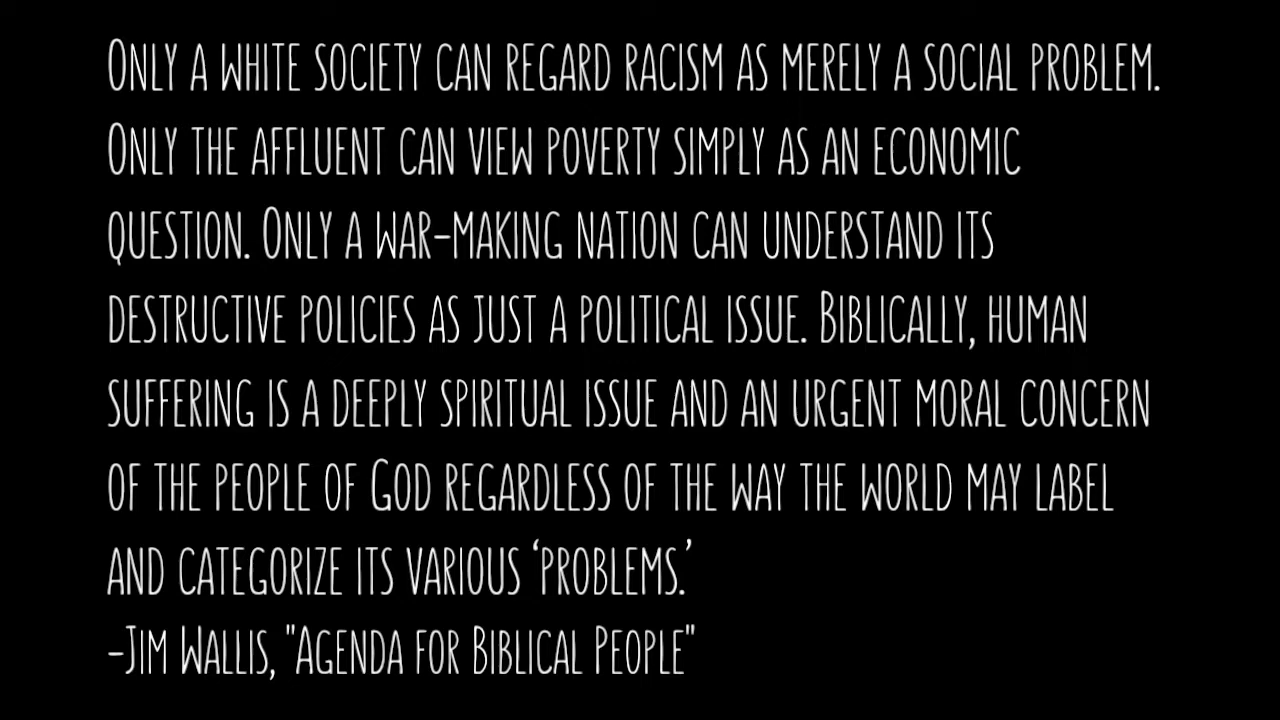 Only a white society can regard racism as merely a social problem.
Only the affluent can view poverty simply as an economic
question. Only a war-making nation can understand its
destructive policies as just a political issue. Biblically, human
suffering is a deeply spiritual issue and an urgent moral concern
of the people of God regardless of the way the world may label
and categorize its various ‘problems.’
-Jim Wallis, "Agenda for Biblical People"